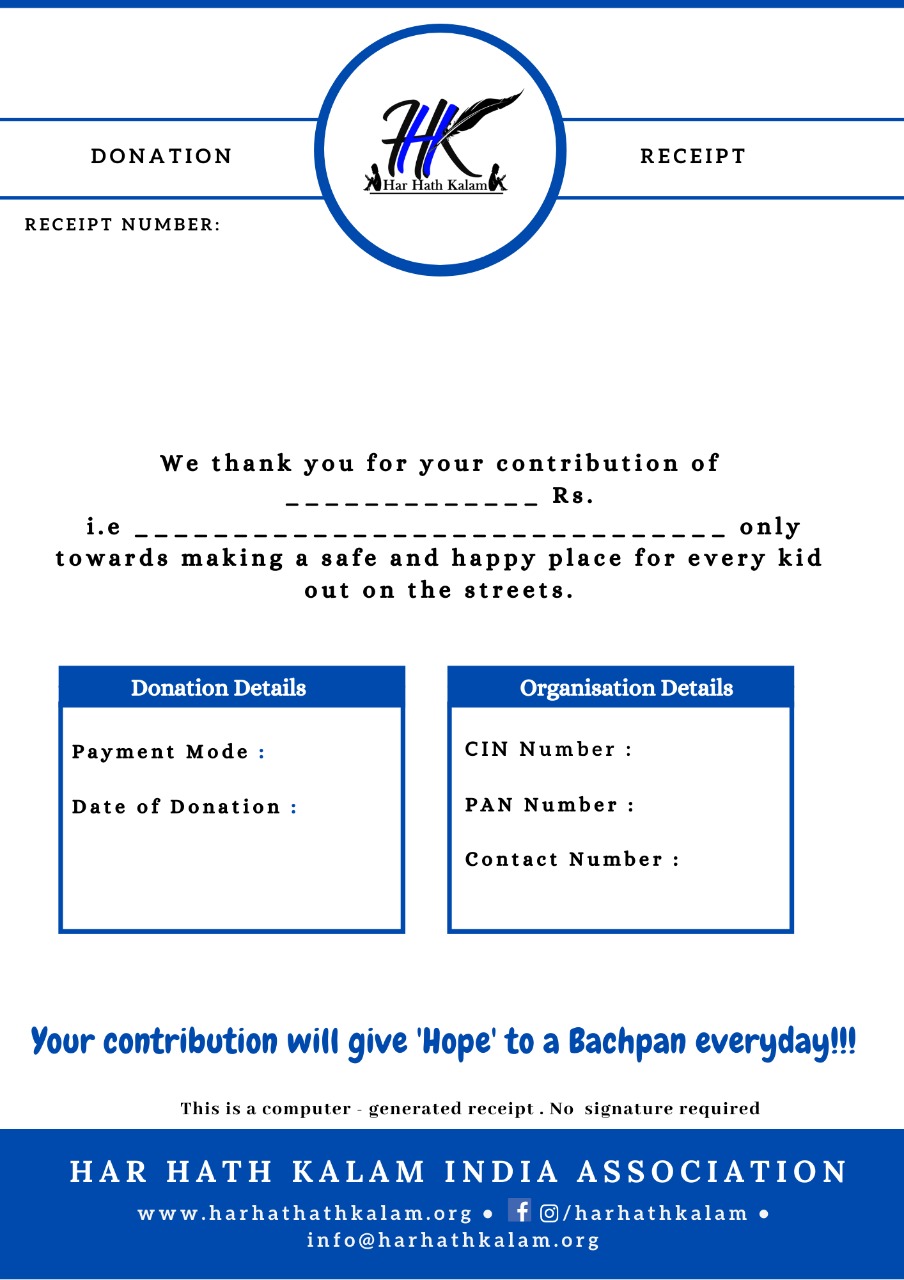 HHK
Har Hath Kalam
DONATION
RECEIPT
RECEIPT NUMBER:
We thank you for your contribution of
_____________ Rs.
i.e ______________________________ only
towards making a safe and happy place for every kid
out on the streets.
Donation Details
Payment Mode :
Date of Donation :
Organisation Details
CIN Number :
PAN Number :
Contact Number :
Your contribution will give 'Hope' to a Bachpan everyday!!!
This is a computer - generated receipt . No signature required
HAR HATH KALAM INDIA ASSOCIATION
www.harhathathkalam.org ● f /harhathkalam ●
info@harhathkalam.org